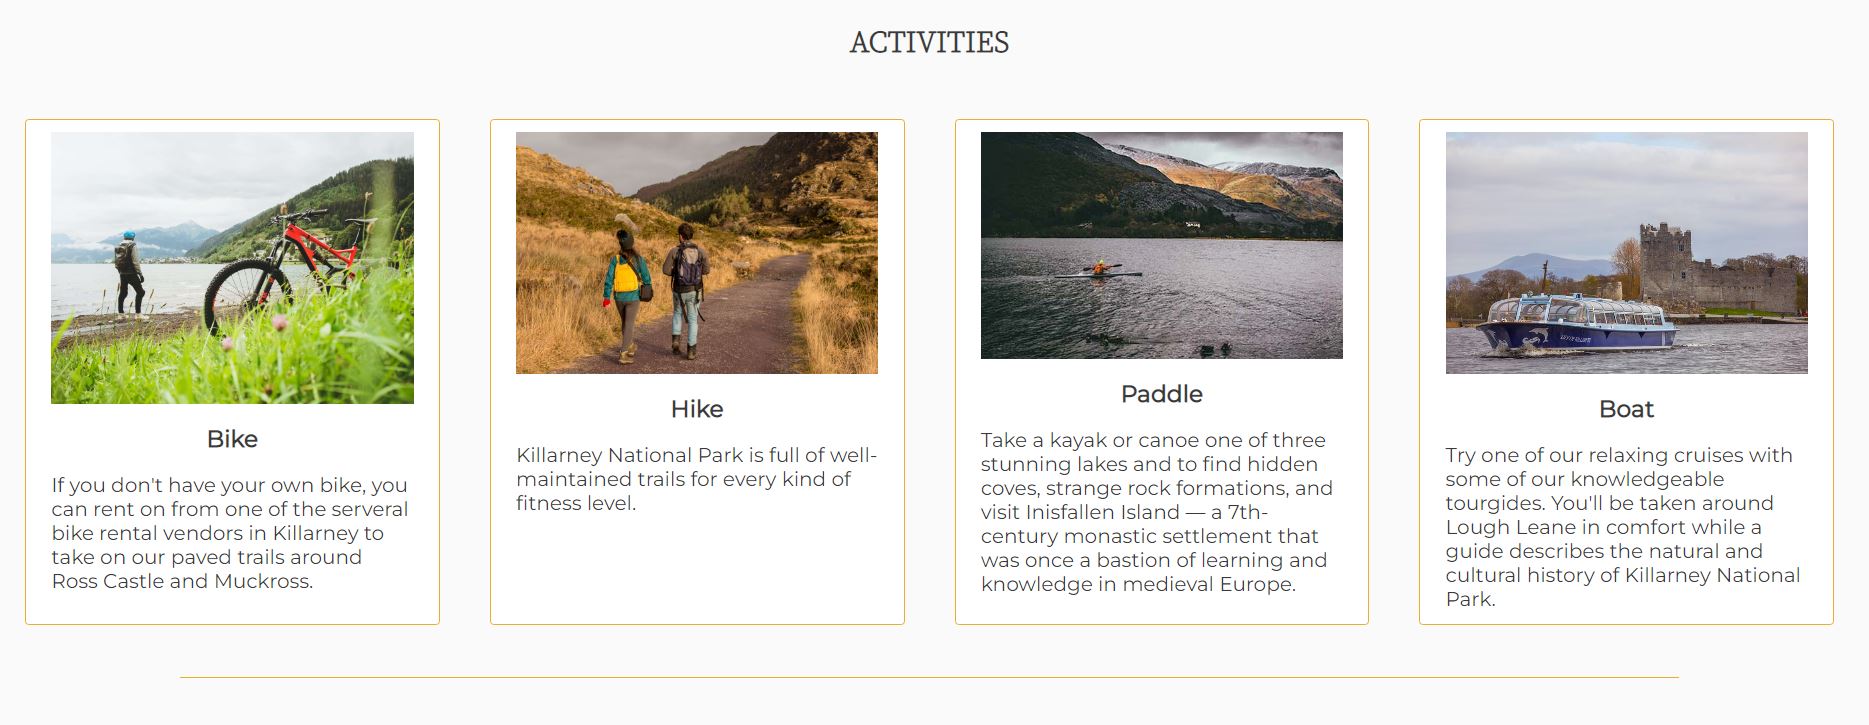 ACTIVITIES
Bike
If you don't have your own bike, you
can rent on from one of the serveral
bike rental vendors in Killarney to
take on our paved trails around
Ross Castle and Muckross.
Hike
Killarney National Park is full of well-
maintained trails for every kind of
fitness level.
Paddle
Take a kayak or canoe one of three
stunning lakes and to find hidden
coves, strange rock formations, and
visit Inisfallen Island — a 7th-
century monastic settlement that
was once a bastion of learning and
knowledge in medieval Europe.
Boat
Try one of our relaxing cruises with
some of our knowledgeable
tourgides. You'll be taken around
Lough Leane in comfort while a
guide describes the natural and
cultural history of Killarney National
Park.